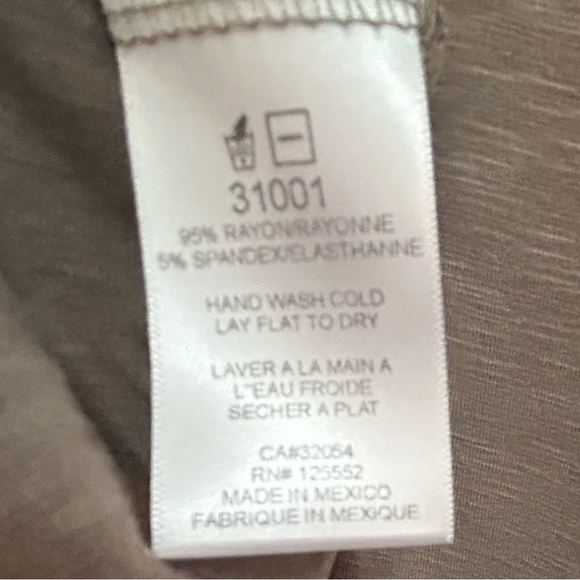 31001
95% RAYON/RAYONNE
5% SPANDEX/ELASTHANNE
HAND WASH COLD
LAY FLAT TO DRY
LAVER A LA MAIN A
L"EAU FROIDE
SECHER A PLAT
CA#32054
RN# 125552
MADE IN MEXICO
FABRIQUE IN MEXIQUE